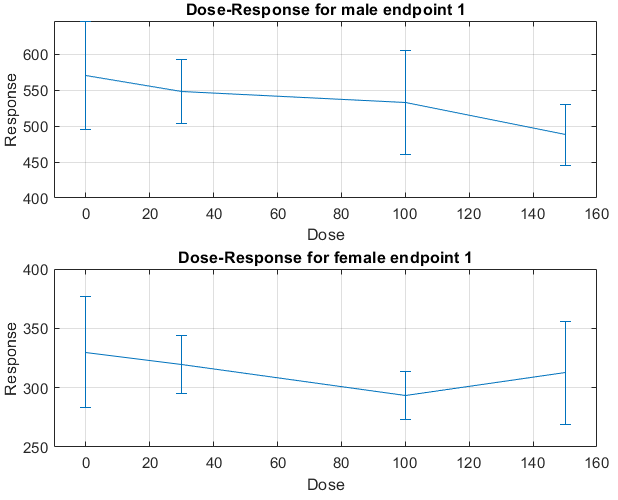 Dose-Response for male endpoint 1
600
550
500
450
400
Response
0 20 40 60 80 100 120 140 160
Dose
Dose-Response for female endpoint 1
400
350
300
250
Response
0 20 40 60 80 100 120 140 160
Dose